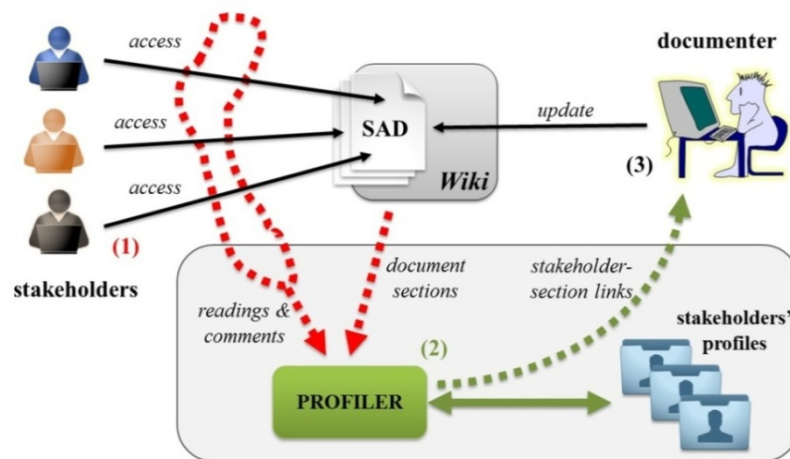 access
documenter
access
SAD
update
access
Wiki
(3)
(1)
stakeholders
readings &
comments
document
sections
stakeholder-
section links
(2)
stakeholders’
profiles
PROFILER